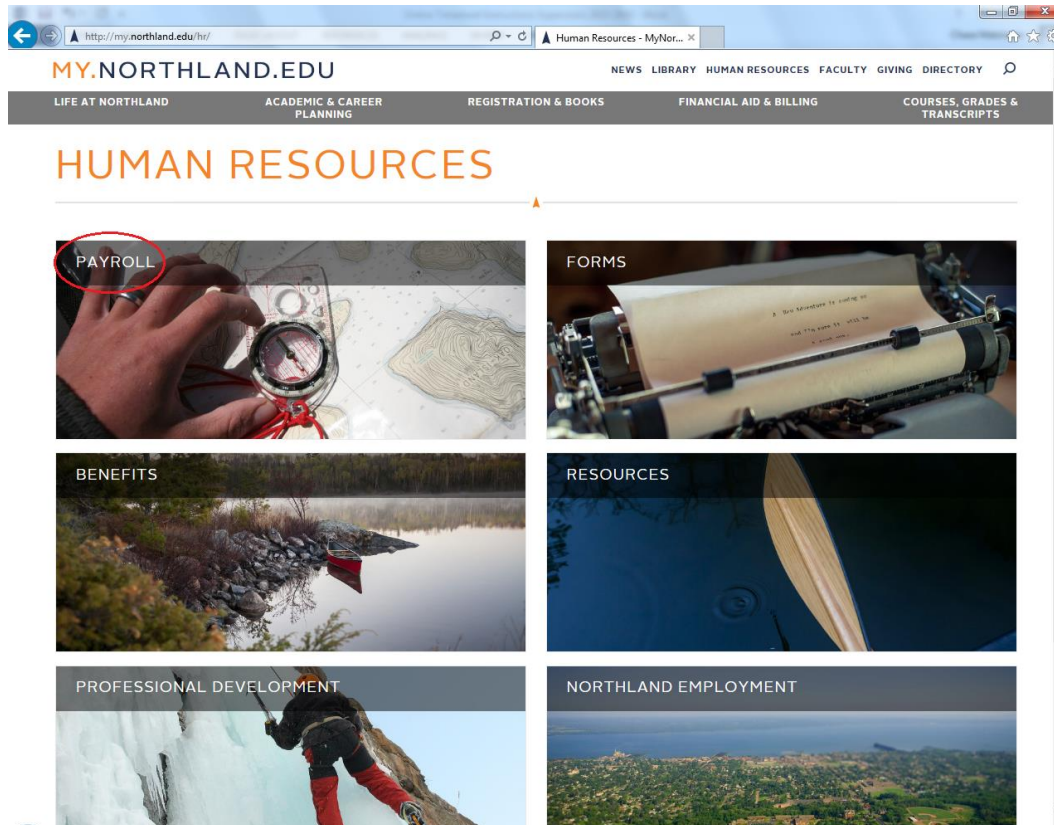 http://my.northland.edu/hr/
Human Resources - MyNor...
MY.NORTHLAND.EDU
NEWS LIBRARY HUMAN RESOURCES FACULTY GIVING DIRECTORY
LIFE AT NORTHLAND
ACADEMIC & CAREER
PLANNING
REGISTRATION & BOOKS
FINANCIAL AID & BILLING
COURSES, GRADES &
TRANSCRIPTS
HUMAN RESOURCES
PAYROLL
FORMS
BENEFITS
RESOURCES
PROFESSIONAL DEVELOPMENT
NORTHLAND EMPLOYMENT